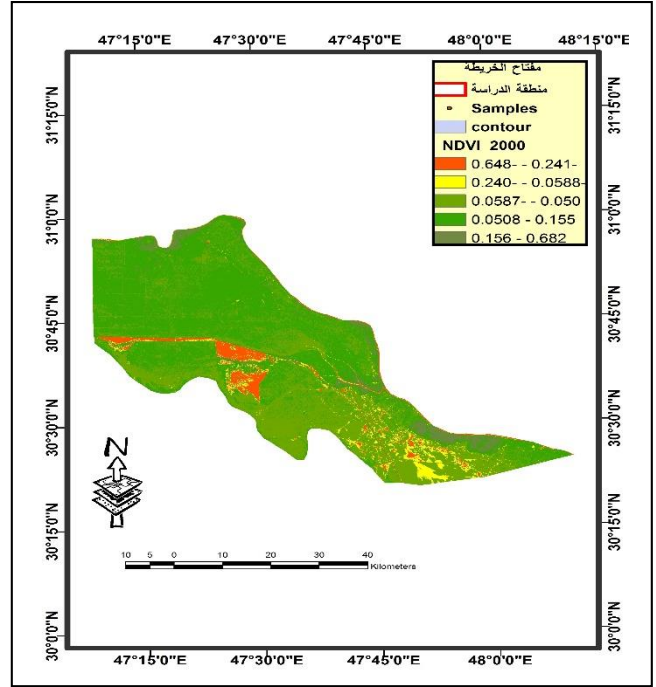 47°15'0"E 47°30'0"E 47°45'0"E 48°0'0"E 48°15'0"E
مفتاح الخريطة
منطقة الدراسة
Samples
contour
NDVI 2000
0.648- - 0.241-
0.240- - 0.0588-
0.0587- - 0.050
0.0508 - 0.155
0.156 - 0.682
31°15'0"N
31°0'0"N
30°45'0"N
30°30'0"N
30°15'0"N
30°0'0"N
31°15'0"N
31°0'0"N
30°45'0"N
30°30'0"N
30°15'0"N
30°0'0"N
N
10 5 0 10 20 30 40
Kilometers
47°15'0"E 47°30'0"E 47°45'0"E 48°0'0"E